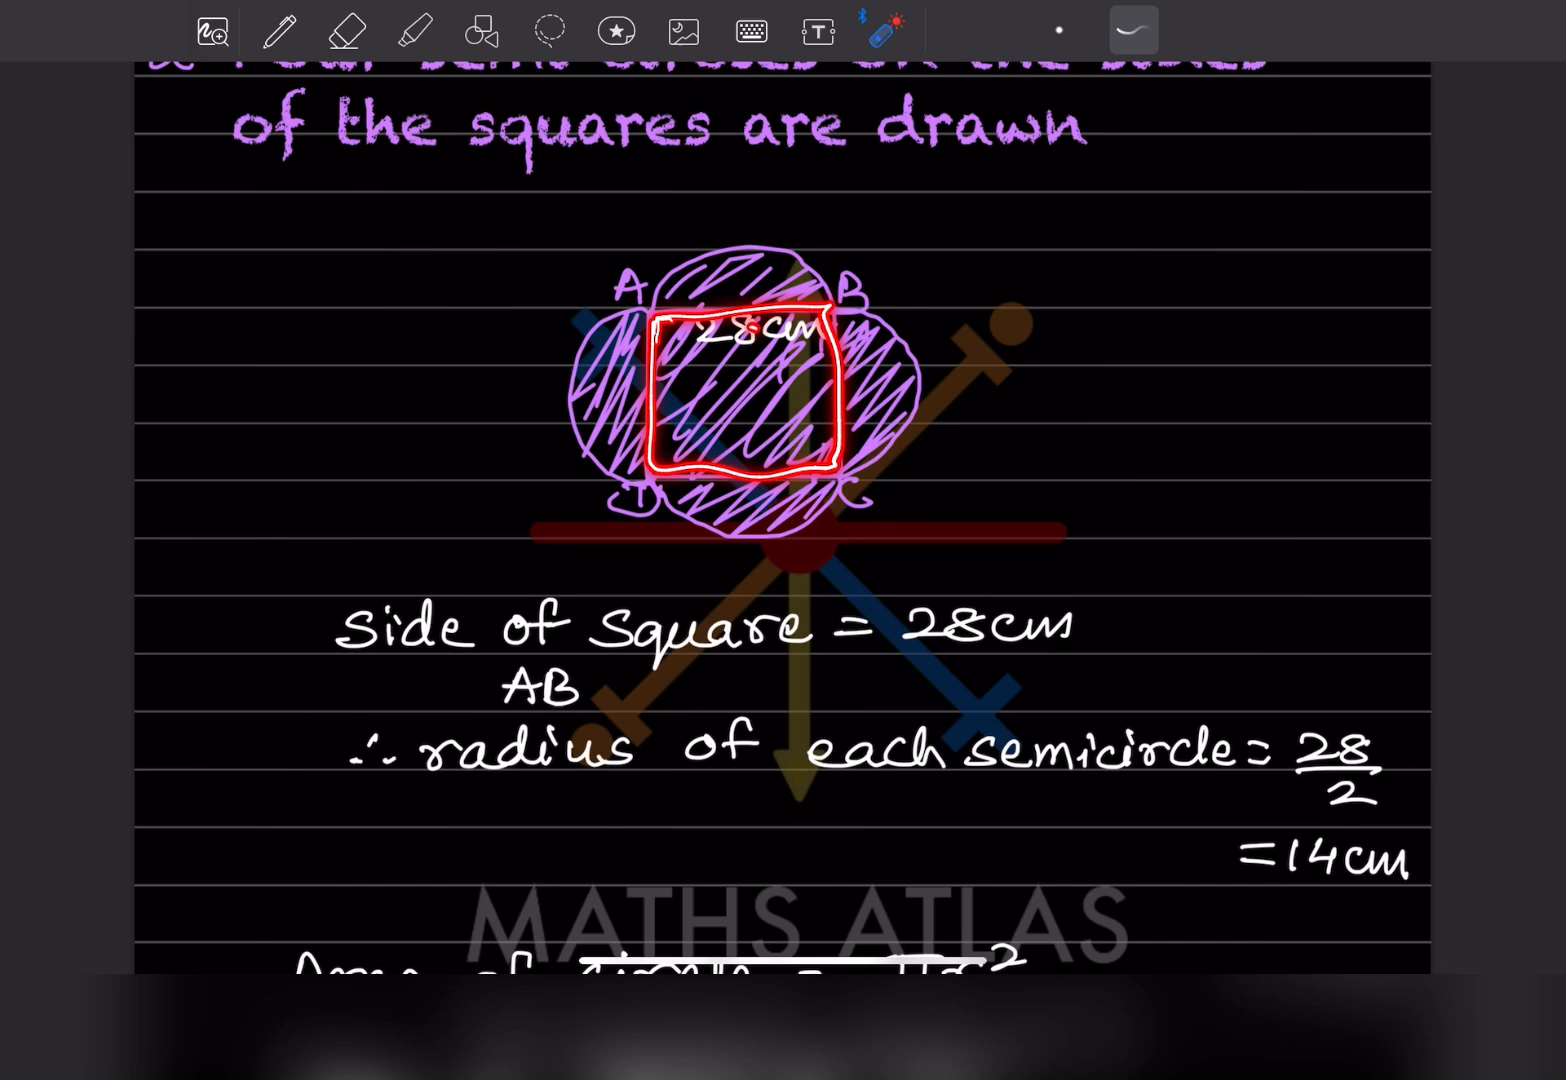 of the squares are drawn
A B
28cm
D C
side of square = 28cm
AB
∴ radius of each semicircle = 28/2
= 14cm
MATHS ATLAS